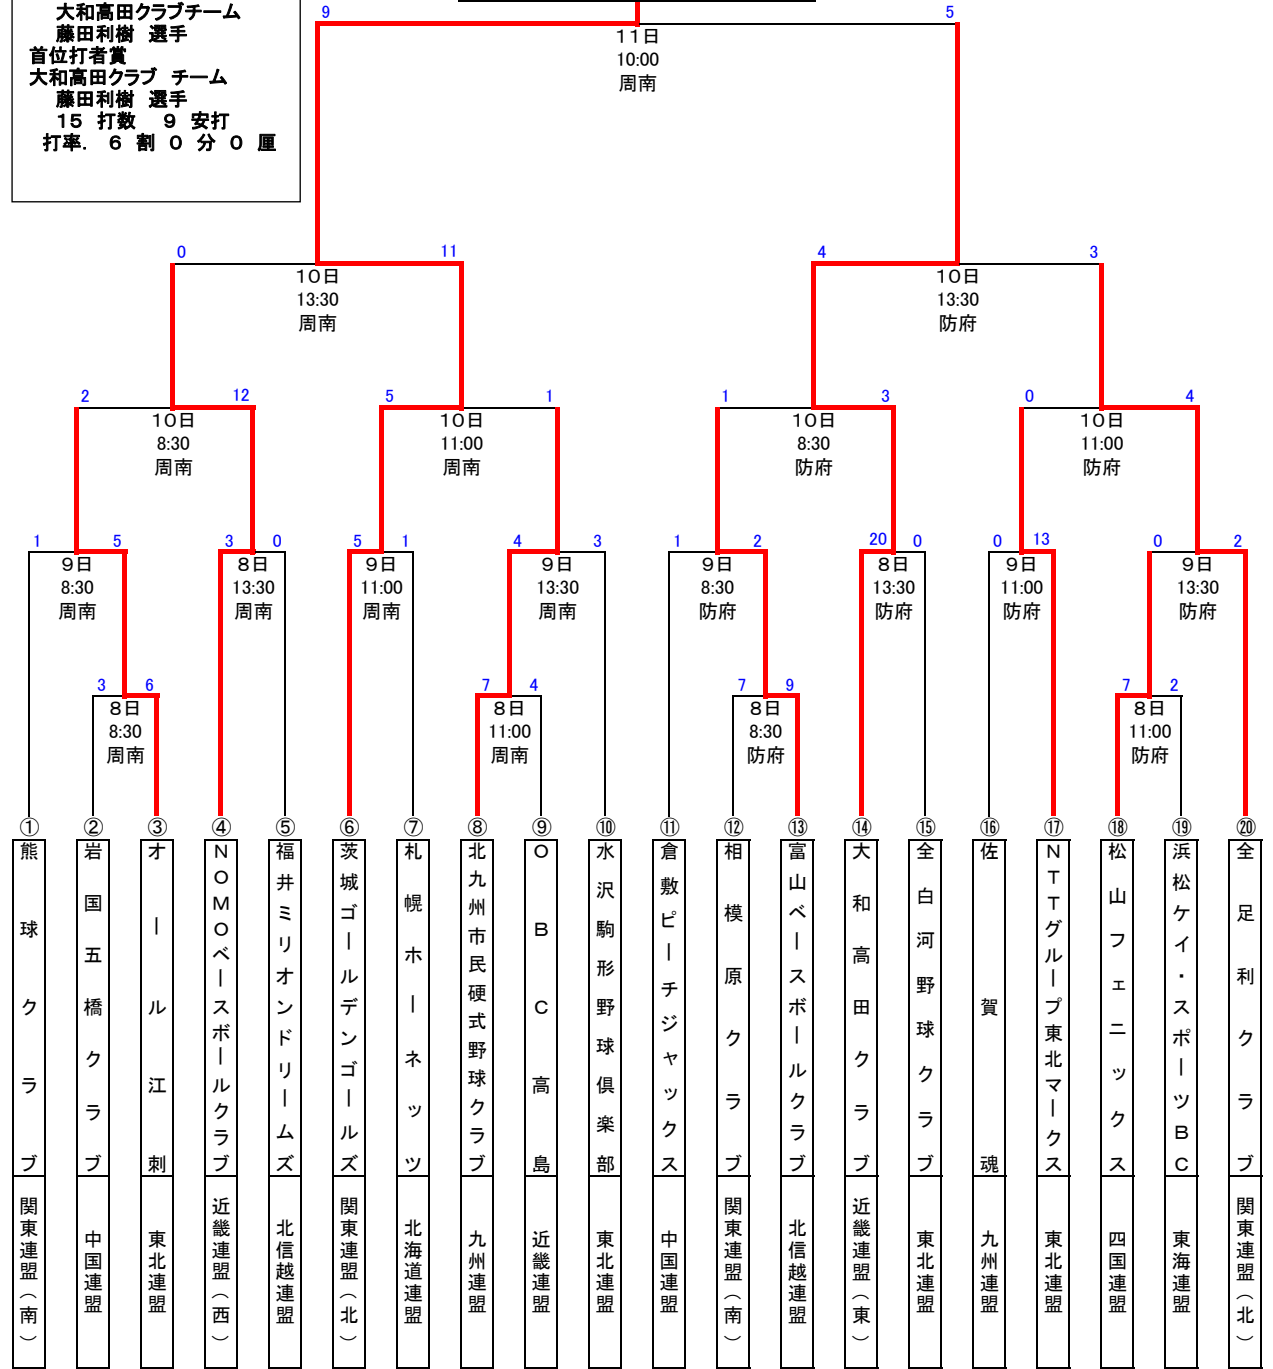 大和高田クラブチーム
藤田利樹 選手
首位打者賞
大和高田クラブ チーム
藤田利樹 選手
15 打数 9 安打
打率. 6 割 0 分 0 厘
9
5
11日
10:00
周南
0
11
10日
13:30
周南
4
3
10日
13:30
防府
2
12
10日
8:30
周南
5
1
10日
11:00
周南
1
3
10日
8:30
防府
0
4
10日
11:00
防府
1
5
9日
8:30
周南
3
0
8日
13:30
周南
5
1
9日
11:00
周南
4
3
9日
13:30
周南
1
2
9日
8:30
防府
20
0
8日
13:30
防府
0
13
9日
11:00
防府
0
2
9日
13:30
防府
3
6
8日
8:30
周南
7
4
8日
11:00
周南
7
9
8日
8:30
防府
7
2
8日
11:00
防府
①
熊球クラブ
関東連盟(南)
②
岩国五橋クラブ
中国連盟
③
オール江刺
東北連盟
④
NOMOベースボールクラブ
近畿連盟(西)
⑤
福井ミリオンドリームズ
北信越連盟
⑥
茨城ゴールデンゴールズ
関東連盟(北)
⑦
札幌ホーネッツ
北海道連盟
⑧
北九州市民硬式野球クラブ
九州連盟
⑨
OBC高島
近畿連盟
⑩
水沢駒形野球倶楽部
東北連盟
⑪
倉敷ピーチジャックス
中国連盟
⑫
相模原クラブ
関東連盟(南)
⑬
富山ベースボールクラブ
北信越連盟
⑭
大和高田クラブ
近畿連盟(東)
⑮
全白河野球クラブ
東北連盟
⑯
佐賀魂
九州連盟
⑰
NTTグループ東北マークス
東北連盟
⑱
松山フェニックス
四国連盟
⑲
浜松ケイ・スポーツBC
東海連盟
⑳
全足利クラブ
関東連盟(北)